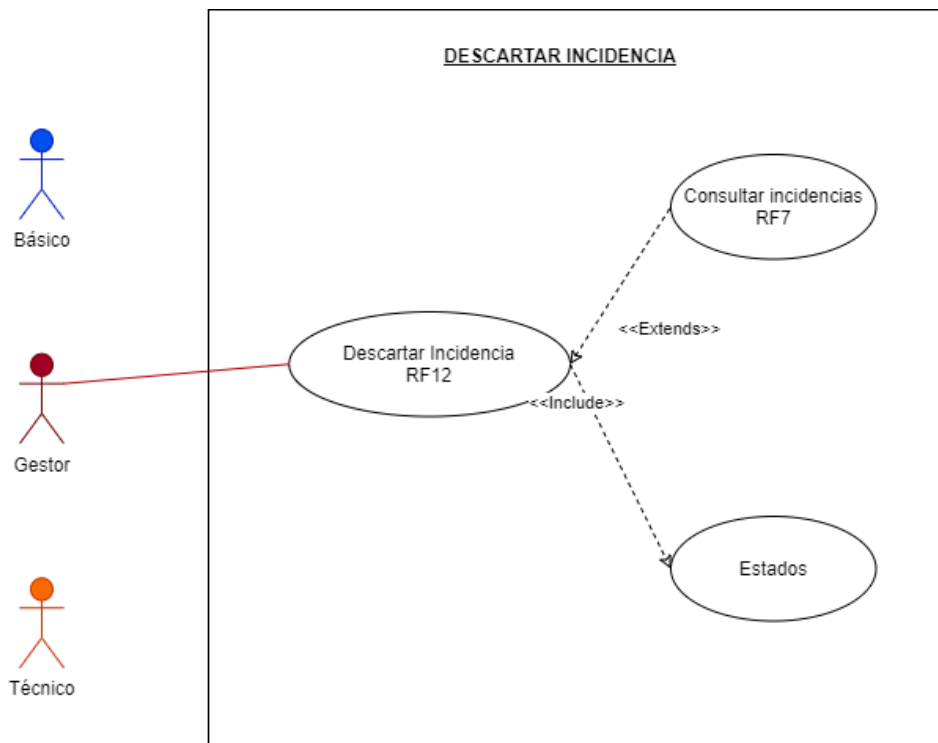 DESCARTAR INCIDENCIA
Básico
Consultar incidencias
RF7
<<Extends>>
Descartar Incidencia
RF12
<<Include>>
Gestor
Estados
Técnico